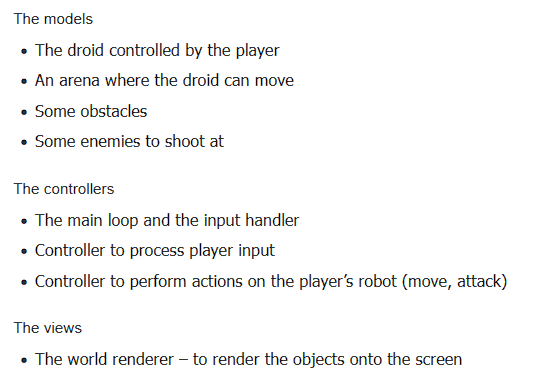 The models
• The droid controlled by the player
• An arena where the droid can move
• Some obstacles
• Some enemies to shoot at
The controllers
• The main loop and the input handler
• Controller to process player input
• Controller to perform actions on the player’s robot (move, attack)
The views
• The world renderer – to render the objects onto the screen